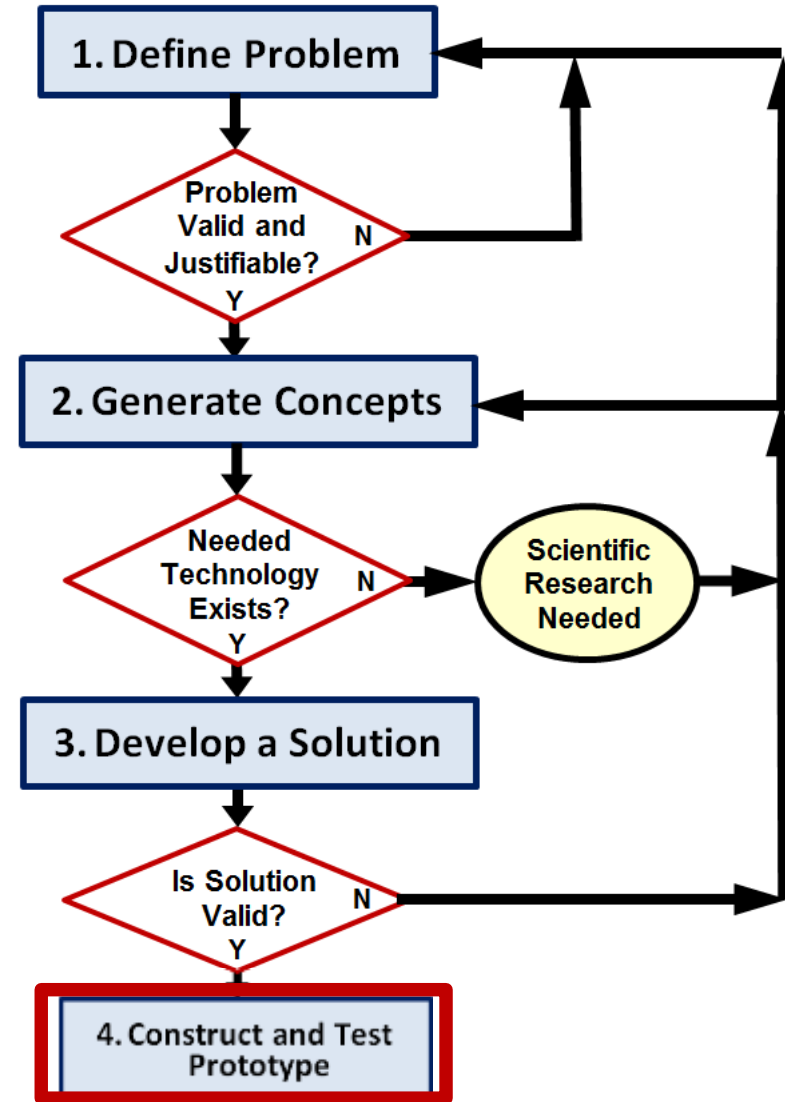 1. Define Problem
Problem
Valid and
Justifiable?
N
Y
2. Generate Concepts
Needed
Technology
Exists?
N
Y
Scientific
Research
Needed
3. Develop a Solution
Is Solution
Valid?
N
Y
4. Construct and Test
Prototype